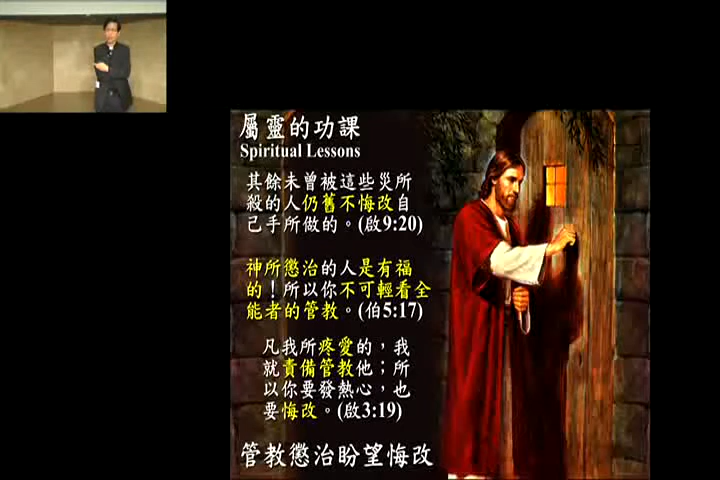 屬靈的功課
Spiritual Lessons
其餘未曾被這些災所
殺的人仍舊不悔改自
己手所做的。(啟9:20)
神所懲治的人是有福
的！所以你不可輕看全
能者的管教。(伯5:17)
凡我所疼愛的，我
就責備管教他；所
以你要發熱心，也
要悔改。(啟3:19)
管教懲治盼望悔改